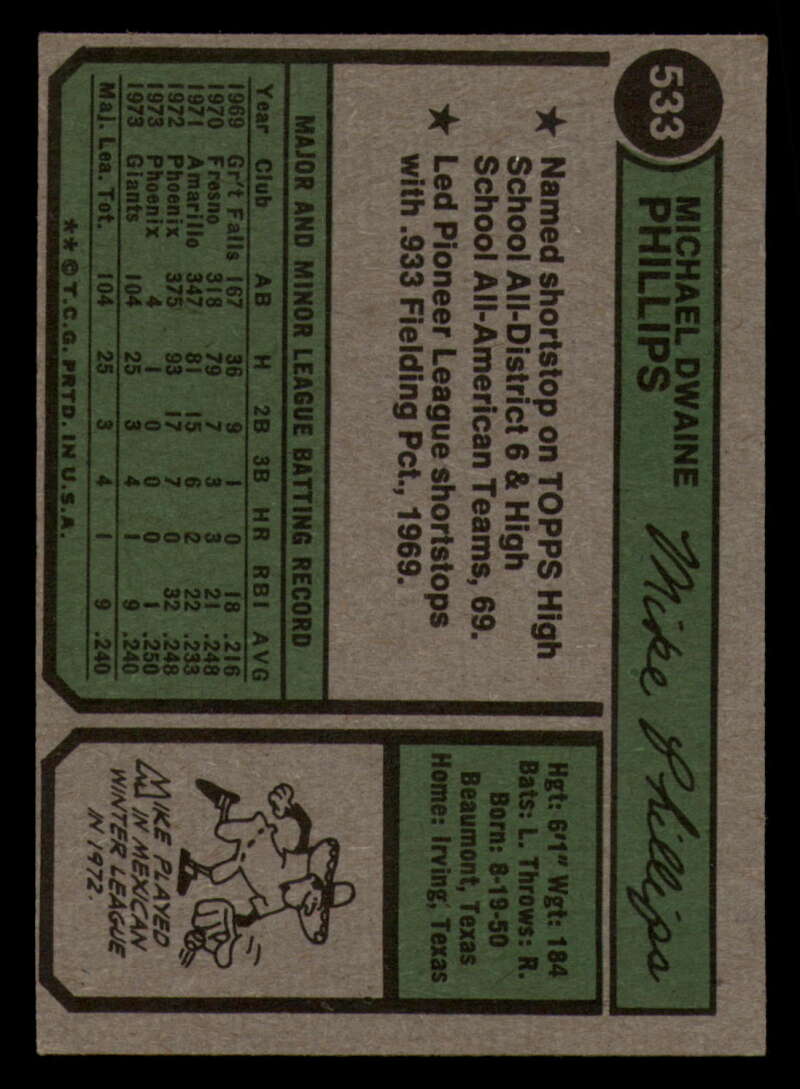 533
MICHAEL DWAINE
PHILLIPS
Mike Phillips
★ Named shortstop on TOPPS High
School All-District 6 & High
School All-American Teams, 69.
★ Led Pioneer League shortstops
with .933 Fielding Pct., 1969.
MAJOR AND MINOR LEAGUE BATTING RECORD
Year Club AB H 2B 3B HR RBI AVG
1969 Gr't Falls 167 36 9 1 0 18 .216
1970 Fresno 318 79 7 3 3 21 .248
1971 Amarillo 347 81 15 6 2 22 .233
1972 Phoenix 375 93 17 7 0 32 .248
1973 Phoenix 4 1 0 0 0 1 .250
1973 Giants 104 25 3 4 1 9 .240
Maj. Lea. Tot. 104 25 3 4 1 9 .240
** © T.C.G. PRTD. IN U.S.A.
Hgt: 6'1" Wgt: 184
Bats: L. Throws: R.
Born: 8-19-50
Beaumont, Texas
Home: Irving, Texas
MIKE PLAYED
IN MEXICAN
WINTER LEAGUE
IN 1972.